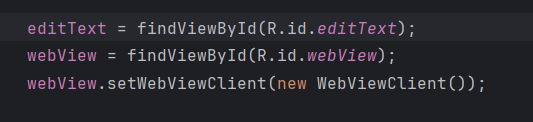 editText = findViewById(R.id.editText);
webView = findViewById(R.id.webView);
webView.setWebViewClient(new WebViewClient());